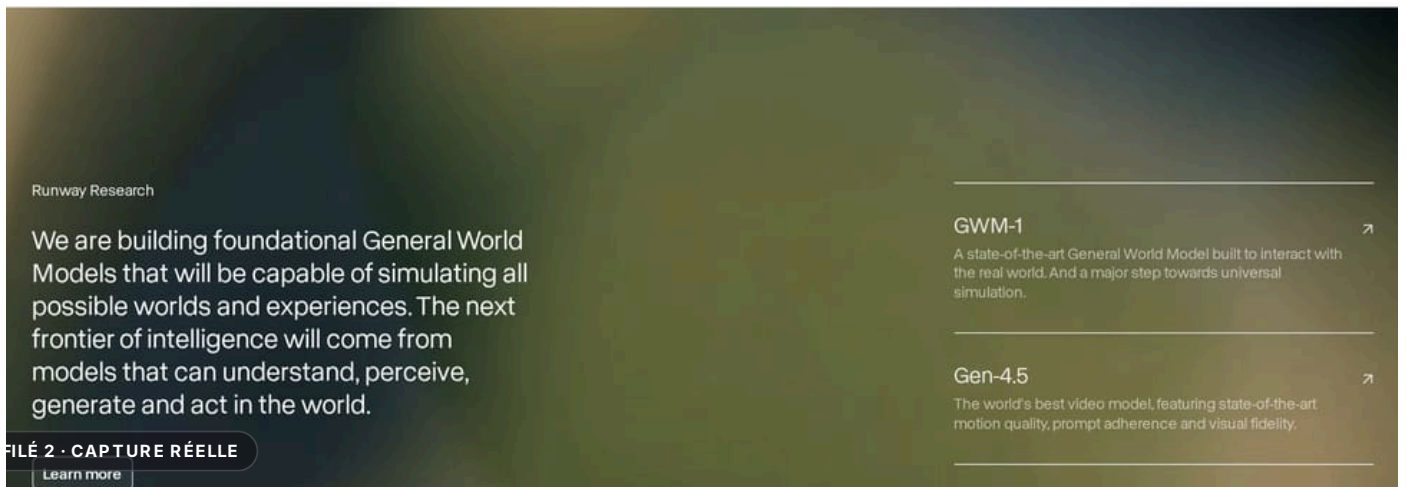 Runway Research
We are building foundational General World
Models that will be capable of simulating all
possible worlds and experiences. The next
frontier of intelligence will come from
models that can understand, perceive,
generate and act in the world.
FILÉ 2 · CAPTURE RÉELLE
Learn more
GWM-1
A state-of-the-art General World Model built to interact with
the real world. And a major step towards universal
simulation.
Gen-4.5
The world's best video model, featuring state-of-the-art
motion quality, prompt adherence and visual fidelity.